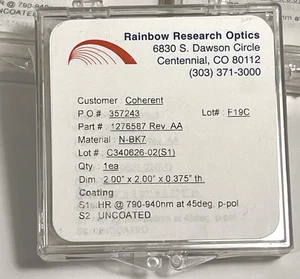 Rainbow Research Optics
6830 S. Dawson Circle
Centennial, CO 80112
(303) 371-3000
Customer: Coherent
P.O.#: 357243 Lot#: F19C
Part #: 1276587 Rev. AA
Material: N-BK7
Lot #: C340626-02(S1)
Qty: 1ea
Dim: 2.00" x 2.00" x 0.375" th.
Coating
S1: HR @ 790-940nm at 45deg, p-pol
S2: UNCOATED